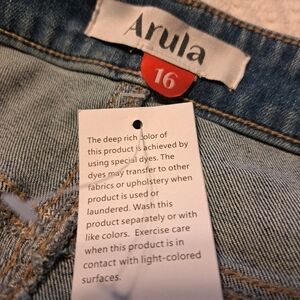 Arula
16
The deep rich color of
this product is achieved by
using special dyes. The
dyes may transfer to other
fabrics or upholstery when
product is used or
laundered. Wash this
product separately or with
like colors. Exercise care
when this product is in
contact with light-colored
surfaces.